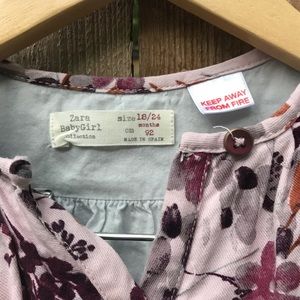 Zara
BabyGirl
collection
size 18/24
months
cm 92
MADE IN SPAIN
KEEP AWAY
FROM FIRE